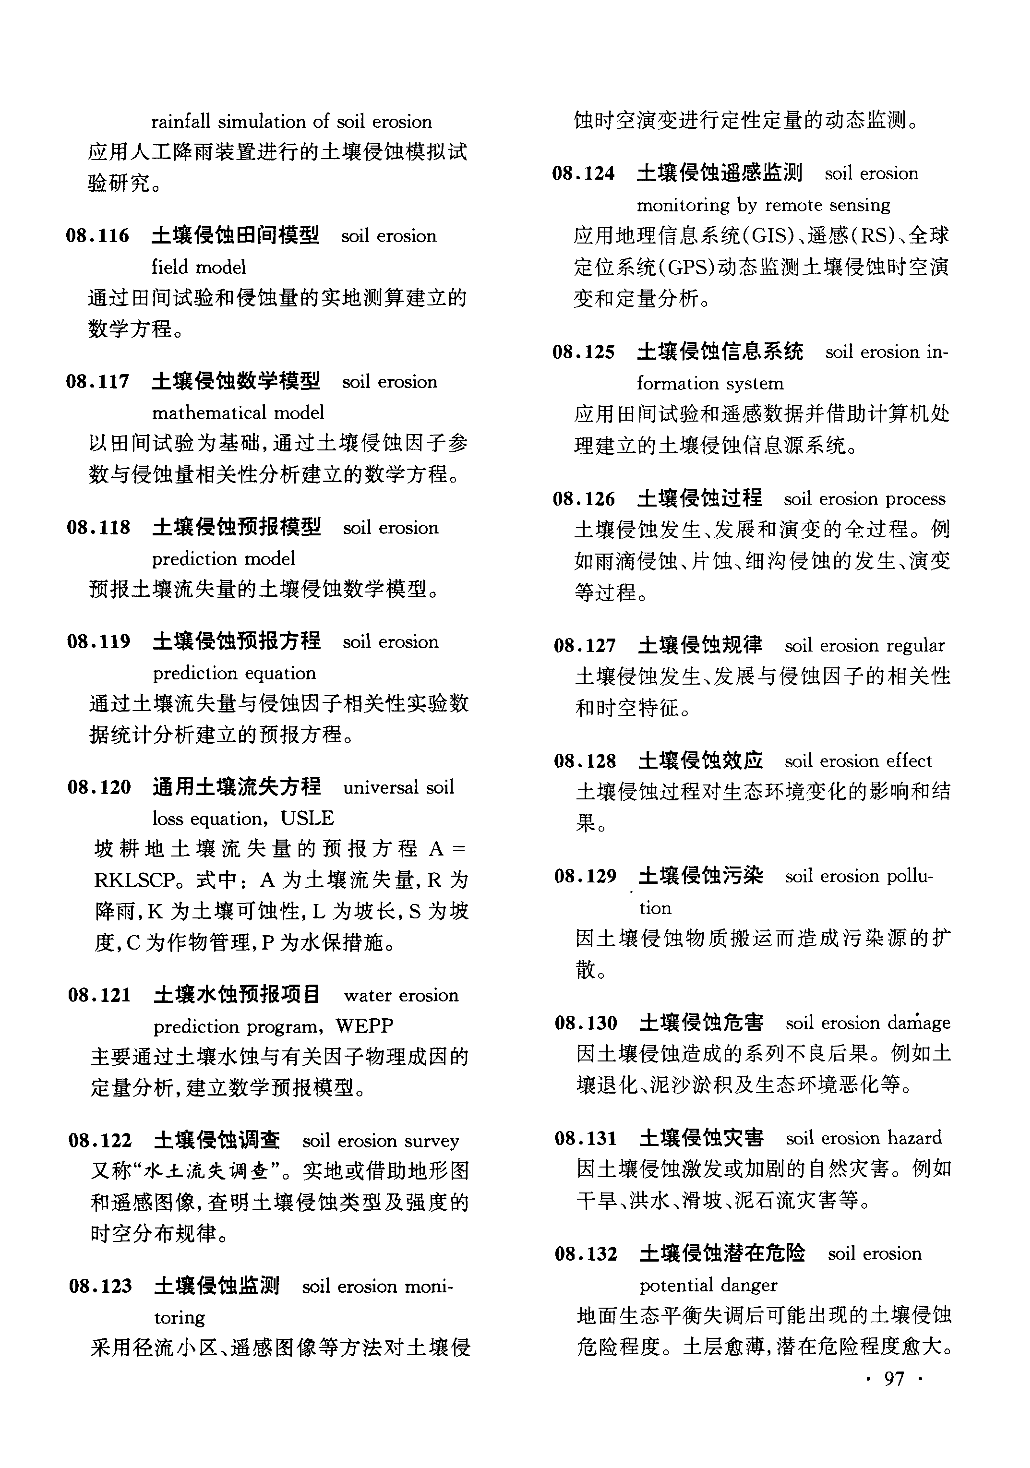 rainfall simulation of soil erosion
应用人工降雨装置进行的土壤侵蚀模拟试
验研究。
08.116 土壤侵蚀田间模型 soil erosion
field model
通过田间试验和侵蚀量的实地测算建立的
数学方程。
08.117 土壤侵蚀数学模型 soil erosion
mathematical model
以田间试验为基础,通过土壤侵蚀因子参
数与侵蚀量相关性分析建立的数学方程。
08.118 土壤侵蚀预报模型 soil erosion
prediction model
预报土壤流失量的土壤侵蚀数学模型。
08.119 土壤侵蚀预报方程 soil erosion
prediction equation
通过土壤流失量与侵蚀因子相关性实验数
据统计分析建立的预报方程。
08.120 通用土壤流失方程 universal soil
loss equation, USLE
坡耕地土壤流失量的预报方程 A =
RKLSCP。式中: A 为土壤流失量,R 为
降雨,K 为土壤可蚀性,L 为坡长,S 为坡
度,C 为作物管理,P 为水保措施。
08.121 土壤水蚀预报项目 water erosion
prediction program, WEPP
主要通过土壤水蚀与有关因子物理成因的
定量分析,建立数学预报模型。
08.122 土壤侵蚀调查 soil erosion survey
又称“水土流失调查”。实地或借助地形图
和遥感图像,查明土壤侵蚀类型及强度的
时空分布规律。
08.123 土壤侵蚀监测 soil erosion moni-
toring
采用径流小区、遥感图像等方法对土壤侵
蚀时空演变进行定性定量的动态监测。
08.124 土壤侵蚀遥感监测 soil erosion
monitoring by remote sensing
应用地理信息系统(GIS)、遥感(RS)、全球
定位系统(GPS)动态监测土壤侵蚀时空演
变和定量分析。
08.125 土壤侵蚀信息系统 soil erosion in-
formation system
应用田间试验和遥感数据并借助计算机处
理建立的土壤侵蚀信息源系统。
08.126 土壤侵蚀过程 soil erosion process
土壤侵蚀发生、发展和演变的全过程。例
如雨滴侵蚀、片蚀、细沟侵蚀的发生、演变
等过程。
08.127 土壤侵蚀规律 soil erosion regular
土壤侵蚀发生、发展与侵蚀因子的相关性
和时空特征。
08.128 土壤侵蚀效应 soil erosion effect
土壤侵蚀过程对生态环境变化的影响和结
果。
08.129 土壤侵蚀污染 soil erosion pollu-
tion
因土壤侵蚀物质搬运而造成污染源的扩
散。
08.130 土壤侵蚀危害 soil erosion damage
因土壤侵蚀造成的系列不良后果。例如土
壤退化、泥沙淤积及生态环境恶化等。
08.131 土壤侵蚀灾害 soil erosion hazard
因土壤侵蚀激发或加剧的自然灾害。例如
干旱、洪水、滑坡、泥石流灾害等。
08.132 土壤侵蚀潜在危险 soil erosion
potential danger
地面生态平衡失调后可能出现的土壤侵蚀
危险程度。土层愈薄,潜在危险程度愈大。
· 97 ·